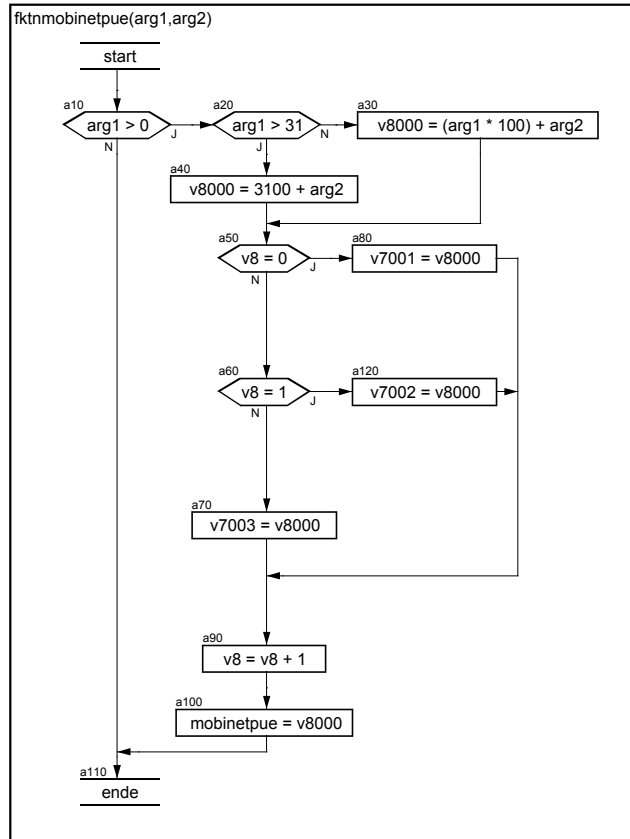 fktnmobinetpue(arg1,arg2)
start
a10
arg1 > 0
J
N
a20
arg1 > 31
N
J
a30
v8000 = (arg1 * 100) + arg2
a40
v8000 = 3100 + arg2
a50
v8 = 0
J
N
a80
v7001 = v8000
a60
v8 = 1
J
N
a120
v7002 = v8000
a70
v7003 = v8000
a90
v8 = v8 + 1
a100
mobinetpue = v8000
a110
ende